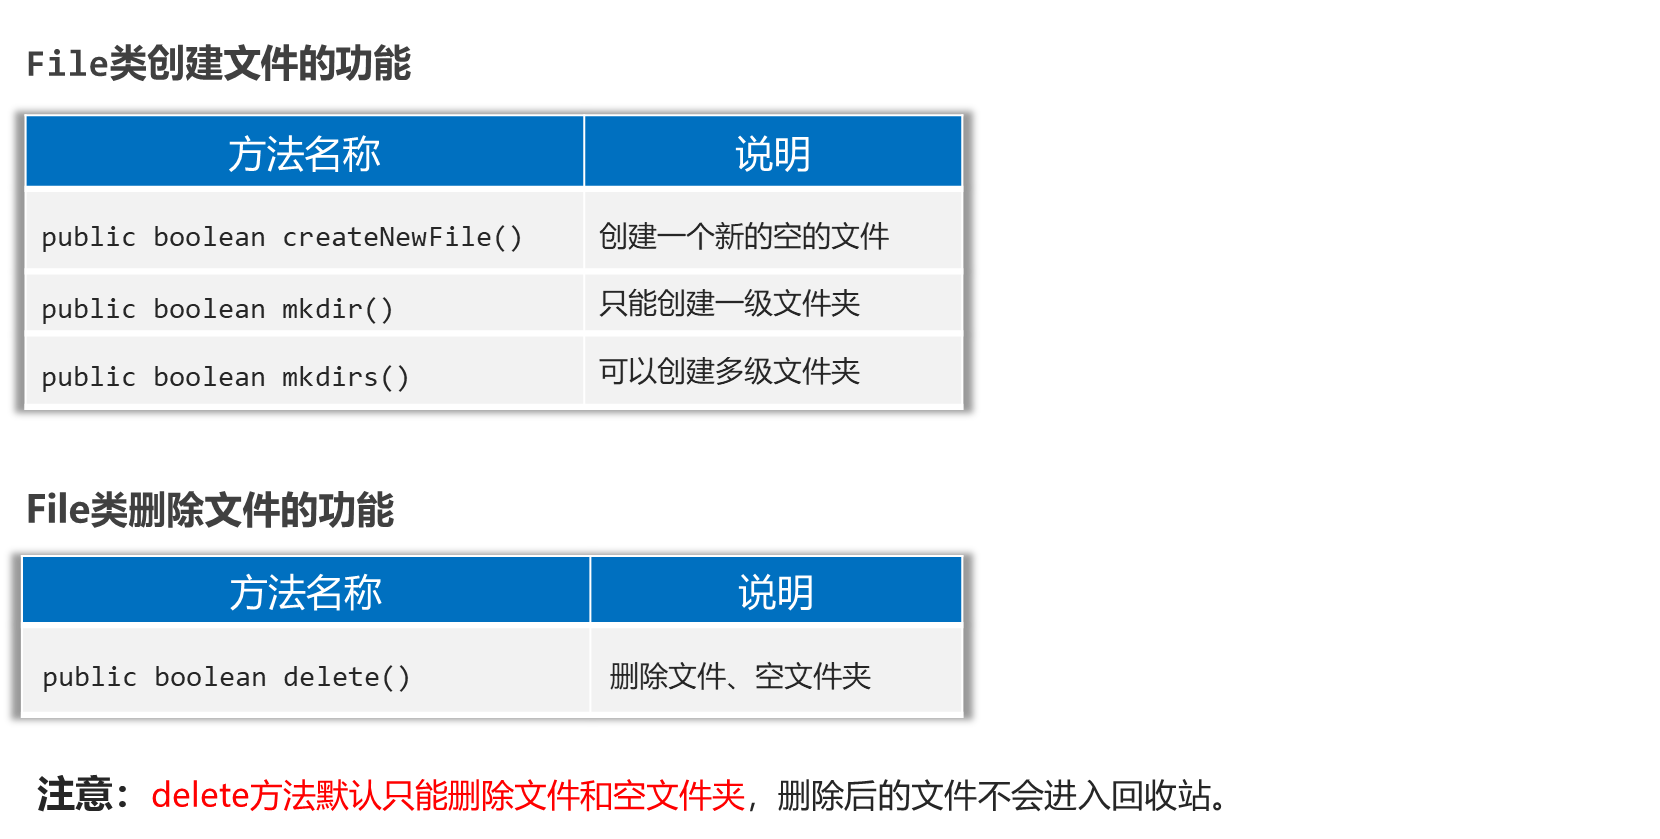 File类创建文件的功能
方法名称 说明
public boolean createNewFile() 创建一个新的空的文件
public boolean mkdir() 只能创建一级文件夹
public boolean mkdirs() 可以创建多级文件夹
File类删除文件的功能
方法名称 说明
public boolean delete() 删除文件、空文件夹
注意：delete方法默认只能删除文件和空文件夹，删除后的文件不会进入回收站。